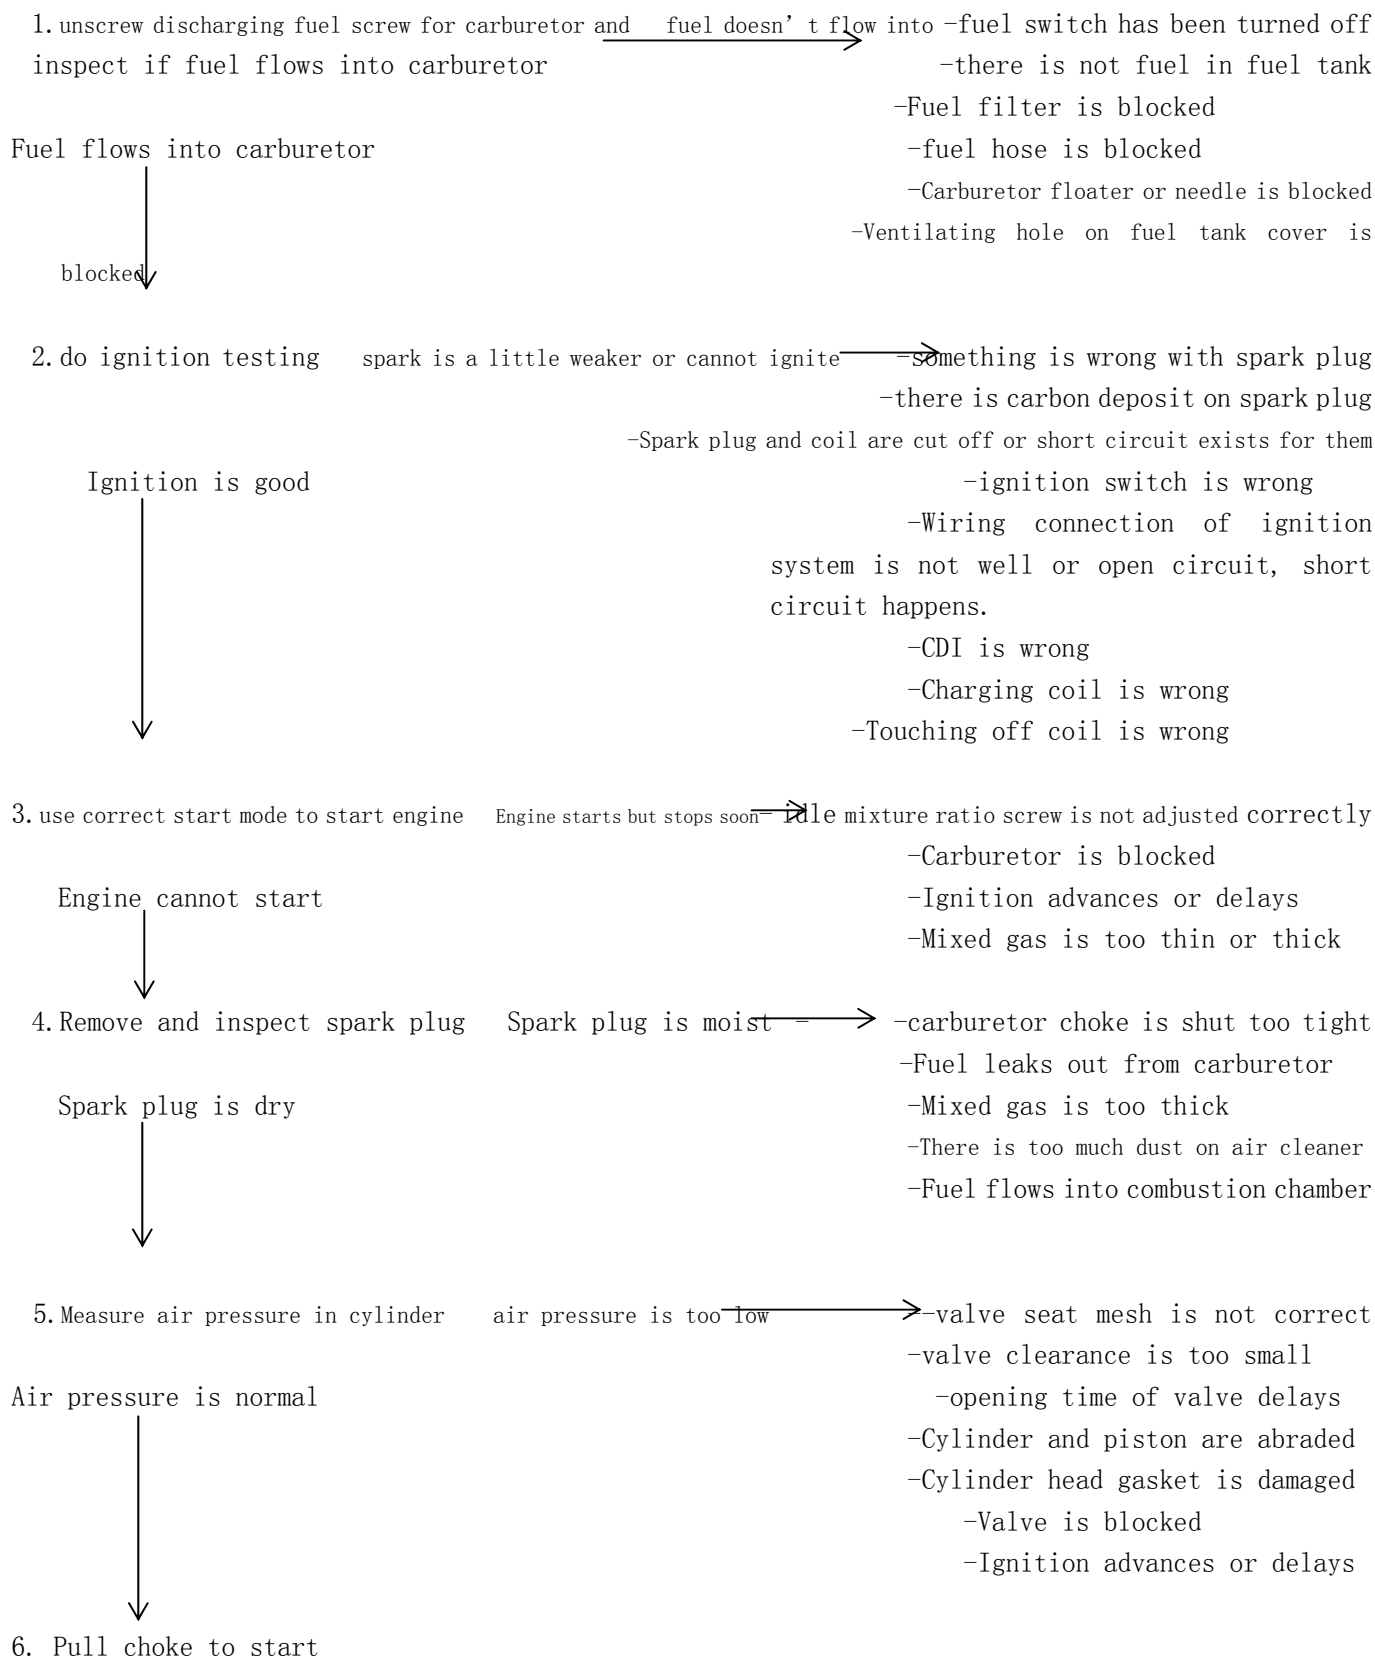 1. unscrew discharging fuel screw for carburetor and fuel doesn't flow into -fuel switch has been turned off
inspect if fuel flows into carburetor -there is not fuel in fuel tank
-Fuel filter is blocked
Fuel flows into carburetor -fuel hose is blocked
-Carburetor floater or needle is blocked
-Ventilating hole on fuel tank cover is
blocked
2. do ignition testing spark is a little weaker or cannot ignite -something is wrong with spark plug
-there is carbon deposit on spark plug
-Spark plug and coil are cut off or short circuit exists for them
Ignition is good -ignition switch is wrong
-Wiring connection of ignition
system is not well or open circuit, short
circuit happens.
-CDI is wrong
-Charging coil is wrong
-Touching off coil is wrong
3. use correct start mode to start engine Engine starts but stops soon- idle mixture ratio screw is not adjusted correctly
-Carburetor is blocked
Engine cannot start -Ignition advances or delays
-Mixed gas is too thin or thick
4. Remove and inspect spark plug Spark plug is moist - -carburetor choke is shut too tight
-Fuel leaks out from carburetor
Spark plug is dry -Mixed gas is too thick
-There is too much dust on air cleaner
-Fuel flows into combustion chamber
5. Measure air pressure in cylinder air pressure is too low -valve seat mesh is not correct
-valve clearance is too small
Air pressure is normal -opening time of valve delays
-Cylinder and piston are abraded
-Cylinder head gasket is damaged
-Valve is blocked
-Ignition advances or delays
6. Pull choke to start